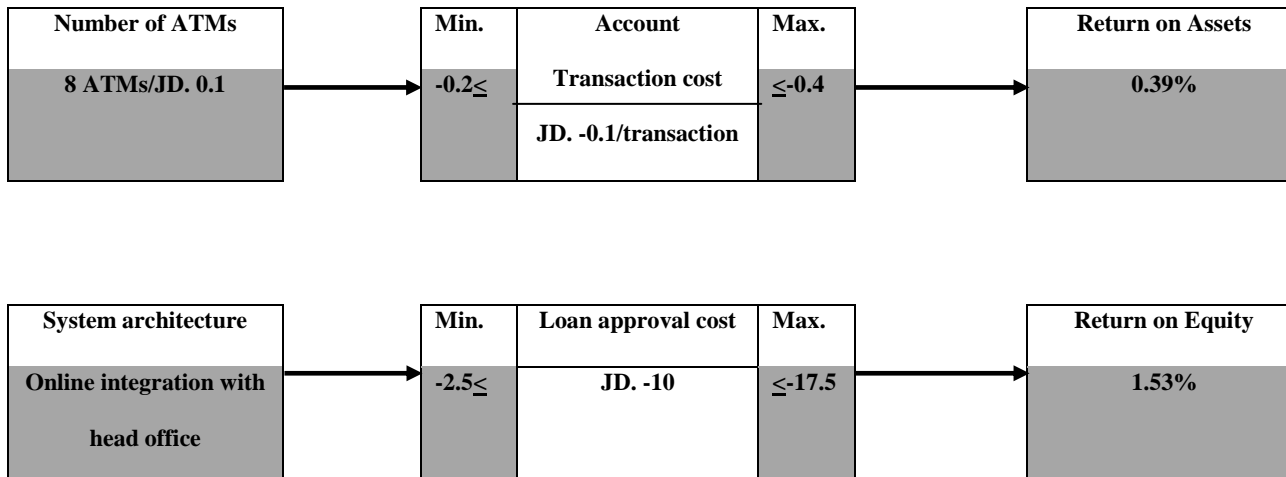 Number of ATMs
8 ATMs/JD. 0.1
Min.
-0.2≤
Account
Transaction cost
JD. -0.1/transaction
Max.
≤-0.4
Return on Assets
0.39%
System architecture
Online integration with
head office
Min.
-2.5≤
Loan approval cost
JD. -10
Max.
≤-17.5
Return on Equity
1.53%